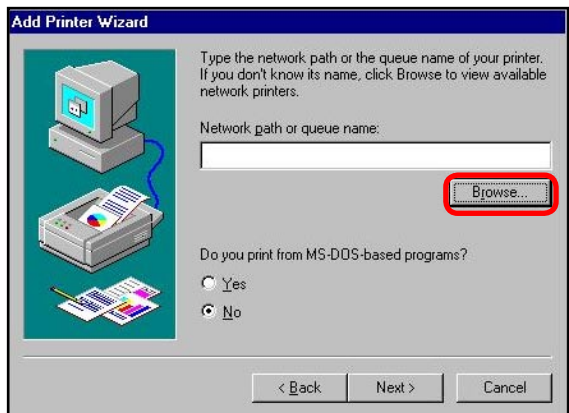 Add Printer Wizard
Type the network path or the queue name of your printer.
If you don't know its name, click Browse to view available
network printers.
Network path or queue name:
Browse...
Do you print from MS-DOS-based programs?
Yes
No
< Back
Next >
Cancel